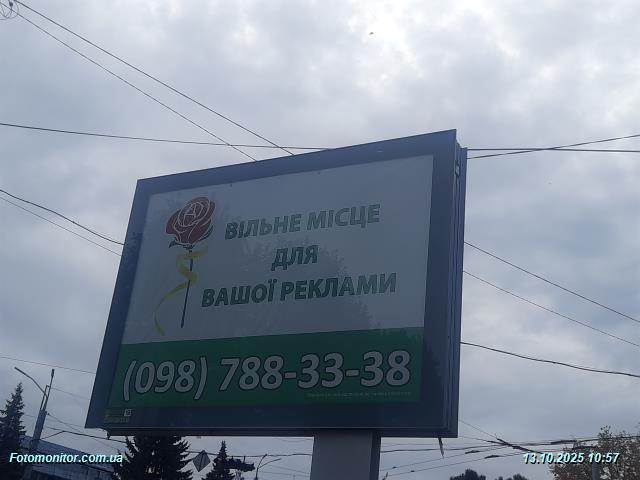 ВІЛЬНЕ МІСЦЕ
ДЛЯ
ВАШОЇ РЕКЛАМИ
(098) 788-33-38
Fotomonitor.com.ua
13.10.2025 10:57